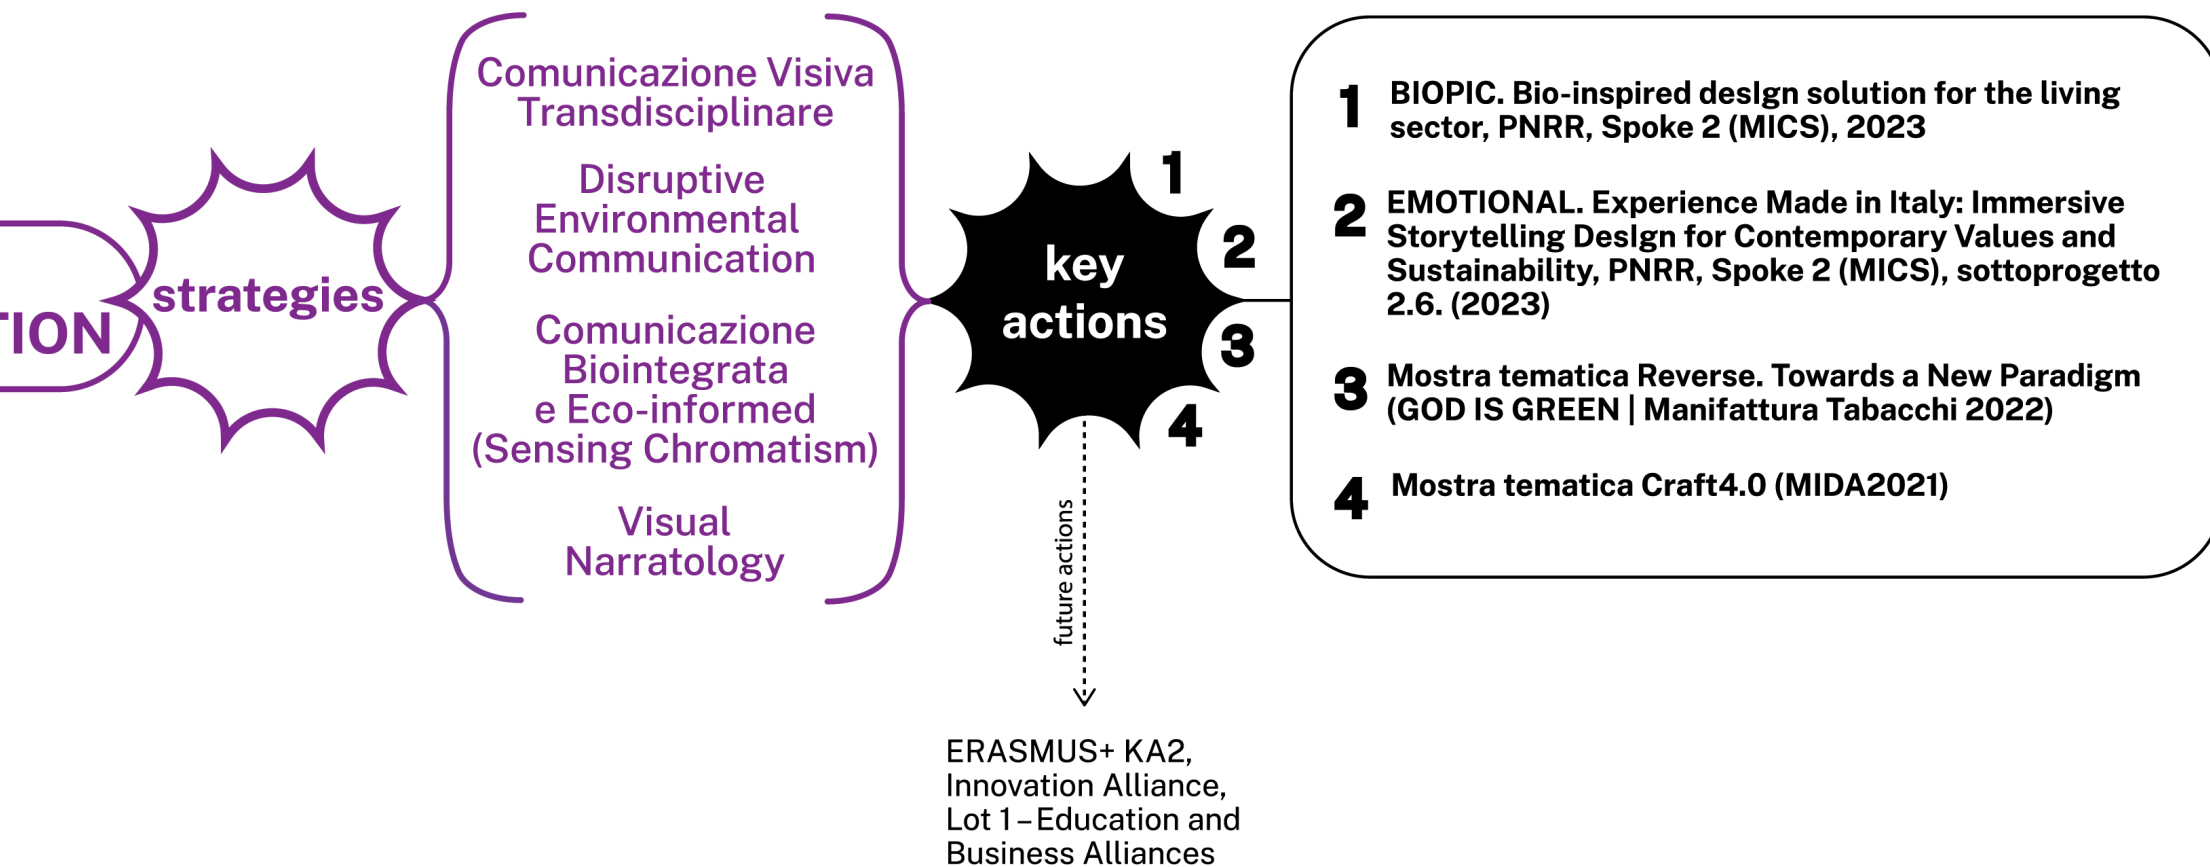 TION
strategies
Comunicazione Visiva
Transdisciplinare
Disruptive
Environmental
Communication
Comunicazione
Biointegrata
e Eco-informed
(Sensing Chromatism)
Visual
Narratology
key
actions
1
2
3
4
1
BIOPIC. Bio-inspired desIgn solution for the living
sector, PNRR, Spoke 2 (MICS), 2023
2
EMOTIONAL. Experience Made in Italy: Immersive
Storytelling DesIgn for Contemporary Values and
Sustainability, PNRR, Spoke 2 (MICS), sottoprogetto
2.6. (2023)
3
Mostra tematica Reverse. Towards a New Paradigm
(GOD IS GREEN | Manifattura Tabacchi 2022)
4
Mostra tematica Craft4.0 (MIDA2021)
future actions
ERASMUS+ KA2,
Innovation Alliance,
Lot 1 – Education and
Business Alliances